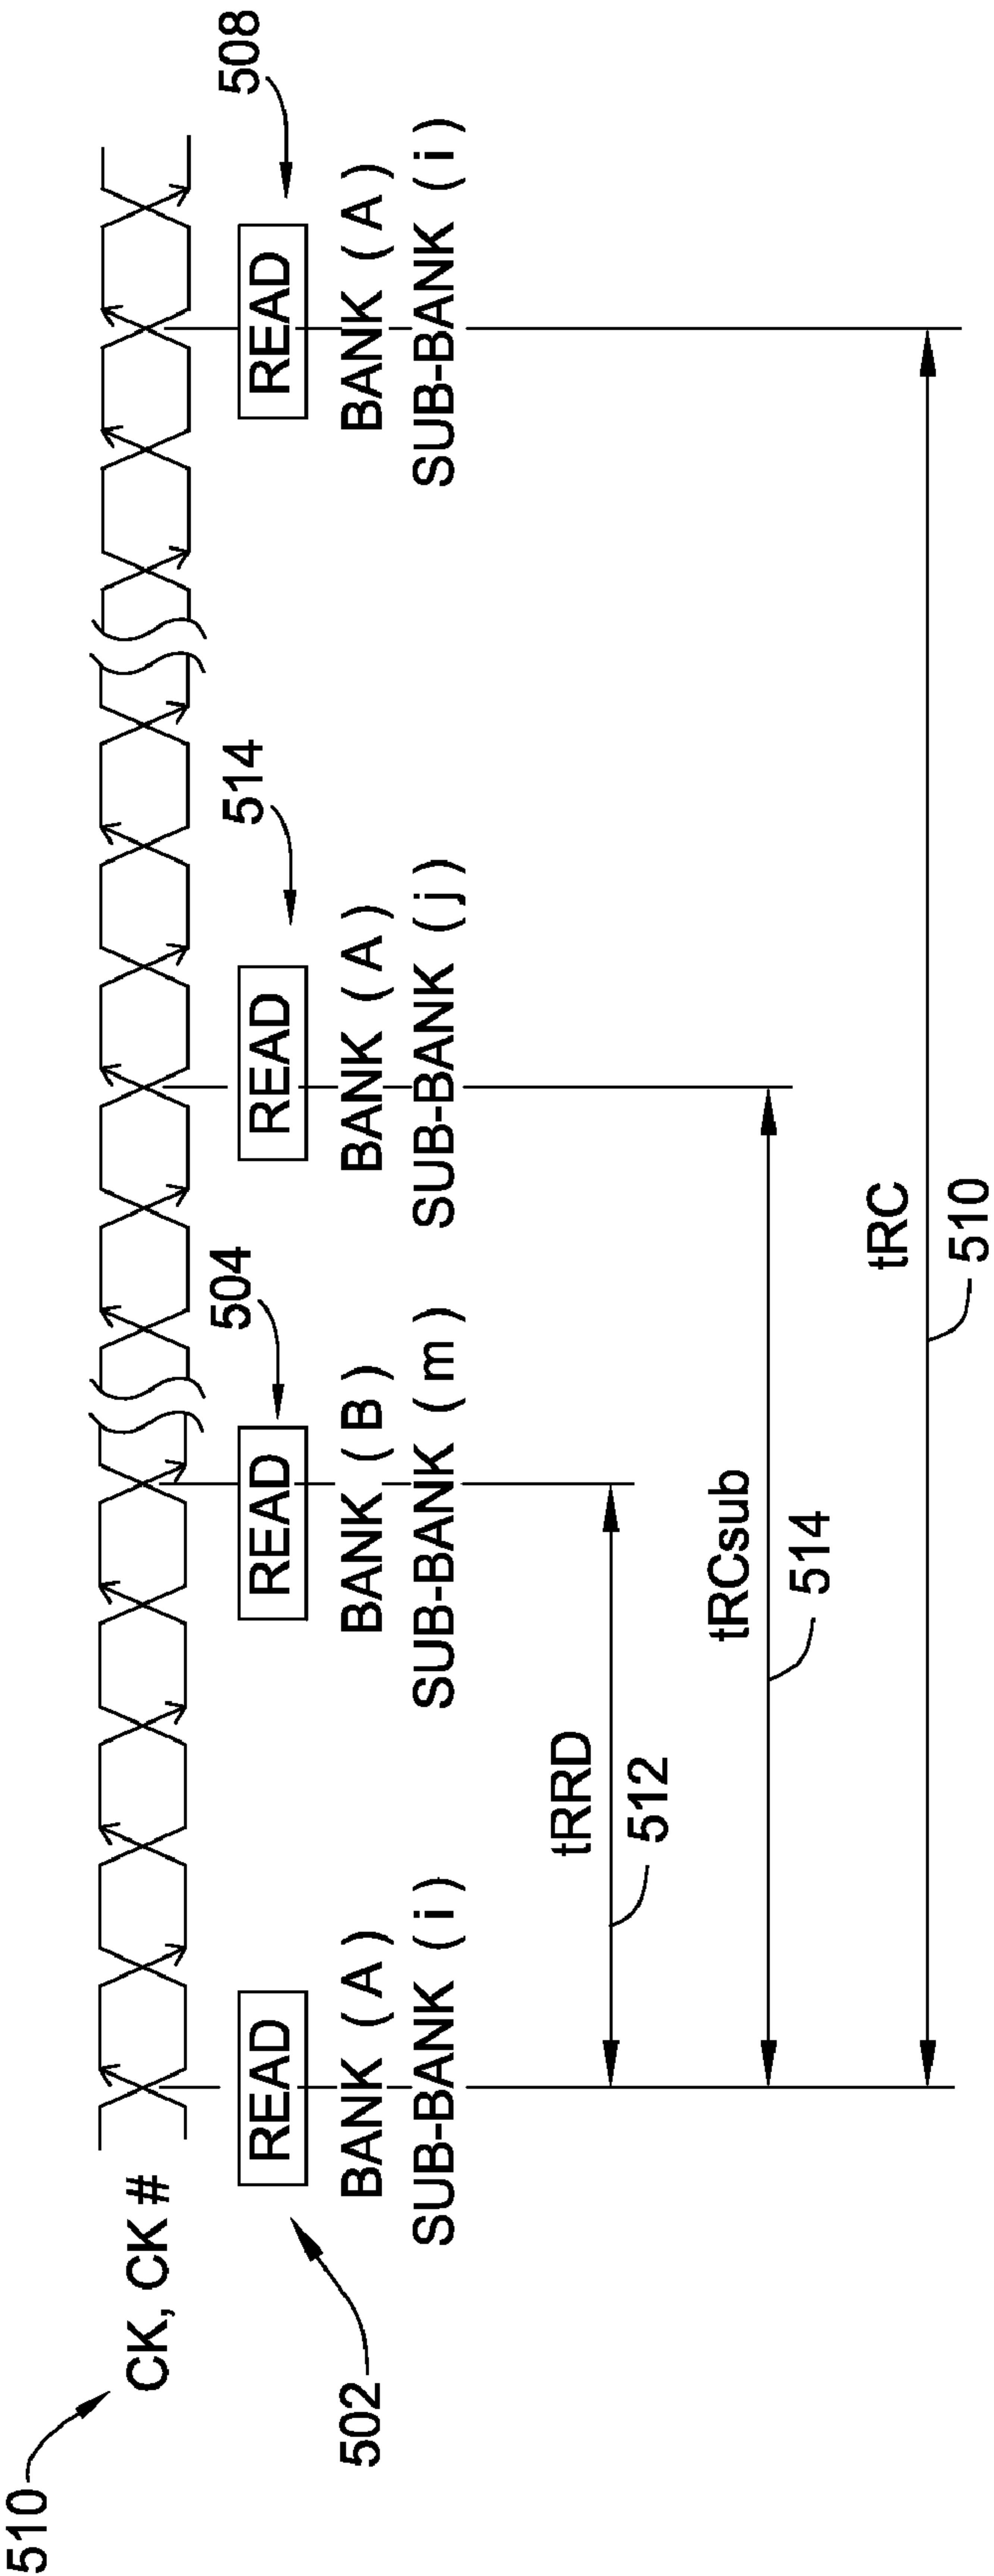 510
CK, CK #
502
READ
BANK ( A )
SUB-BANK ( i )
504
READ
BANK ( B )
SUB-BANK ( m )
514
READ
BANK ( A )
SUB-BANK ( j )
508
READ
BANK ( A )
SUB-BANK ( i )
tRRD
512
tRCsub
514
tRC
510